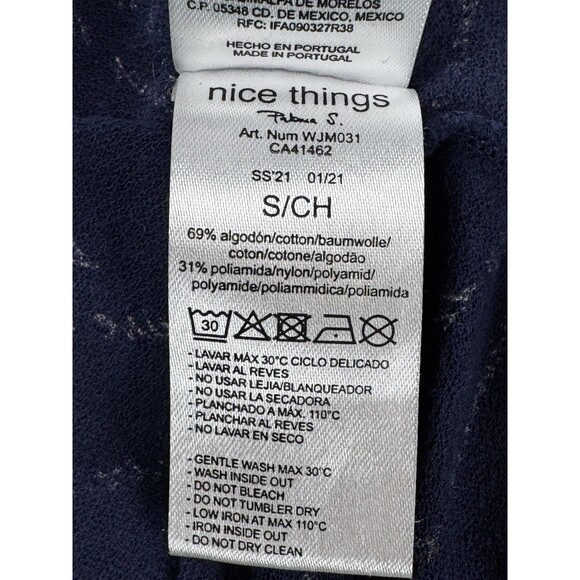 CUAJIMALPA DE MORELOS
C.P. 05348 CD. DE MEXICO, MEXICO
RFC: IFA090327R38
HECHO EN PORTUGAL
MADE IN PORTUGAL
nice things
Paloma S.
Art. Num WJM031
CA41462
SS'21 01/21
S/CH
69% algodón/cotton/baumwolle/
coton/cotone/algodão
31% poliamida/nylon/polyamid/
polyamide/poliammidica/poliamida
30
- LAVAR MÁX 30°C CICLO DELICADO
- LAVAR AL REVES
- NO USAR LEJIA/BLANQUEADOR
- NO USAR LA SECADORA
- PLANCHADO A MÁX. 110°C
- PLANCHAR AL REVES
- NO LAVAR EN SECO
- GENTLE WASH MAX 30°C
- WASH INSIDE OUT
- DO NOT BLEACH
- DO NOT TUMBLER DRY
- LOW IRON AT MAX 110°C
- IRON INSIDE OUT
- DO NOT DRY CLEAN